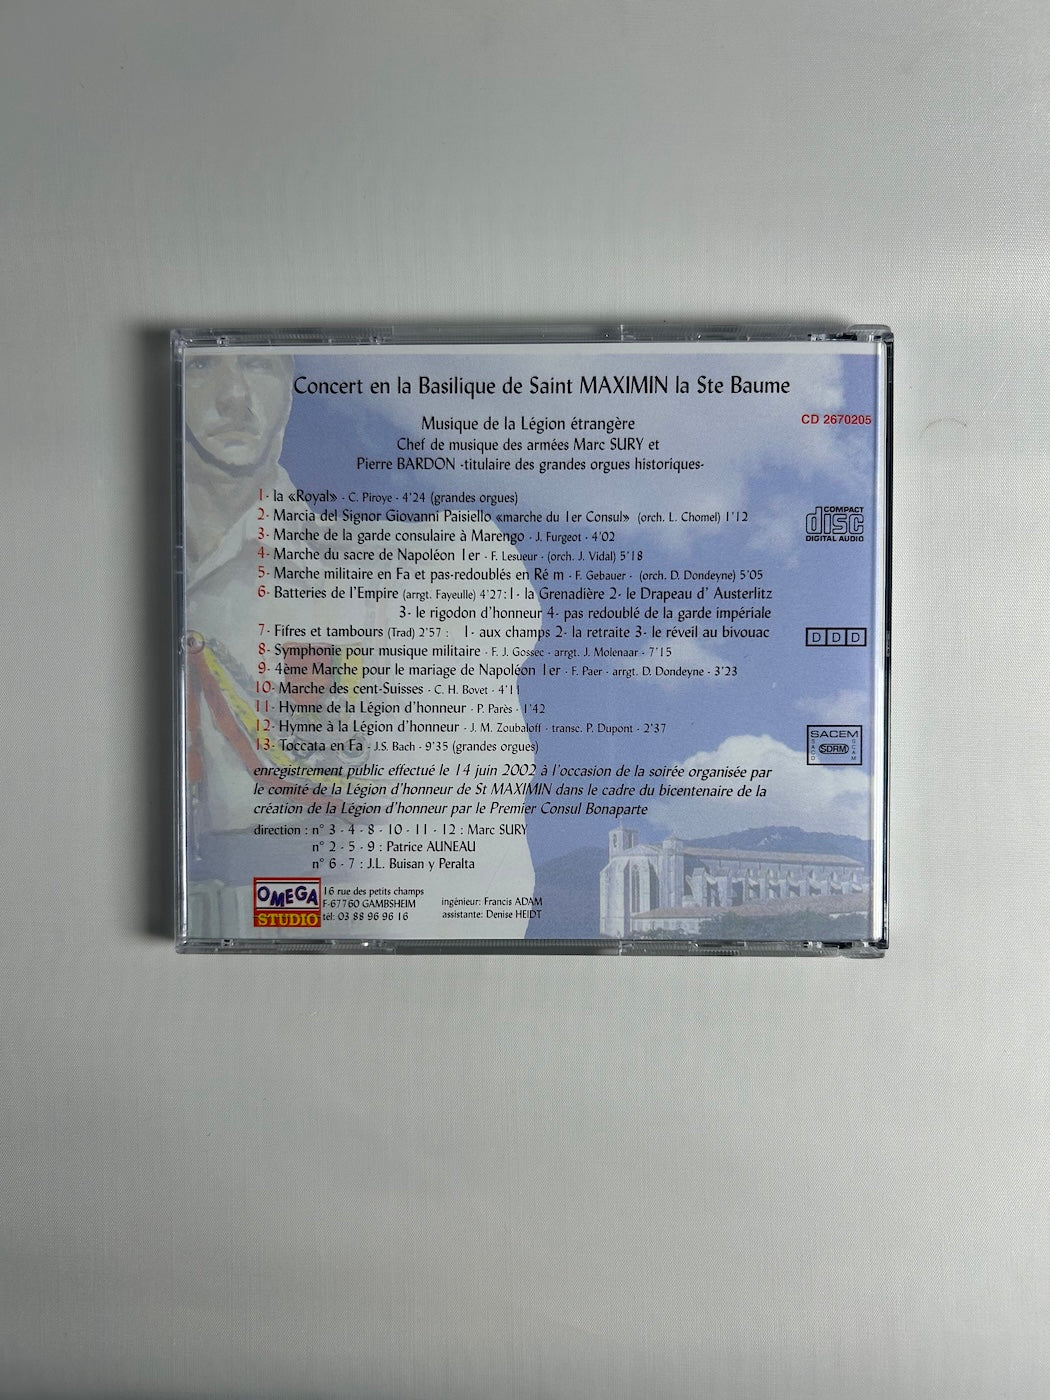 Concert en la Basilique de Saint MAXIMIN la Ste Baume
Musique de la Légion étrangère
Chef de musique des armées Marc SURY et
Pierre BARDON -titulaire des grandes orgues historiques-
CD 2670205
1- la «Royal» - C. Piroye - 4'24 (grandes orgues)
2- Marcia del Signor Giovanni Paisiello «marche du 1er Consul» (orch. L. Chomel) 1'12
3- Marche de la garde consulaire à Marengo - J. Furgeot - 4'02
4- Marche du sacre de Napoléon 1er - F. Lesueur - (orch. J. Vidal) 5'18
5- Marche militaire en Fa et pas-redoublés en Ré m - F. Gebauer - (orch. D. Dondeyne) 5'05
6- Batteries de l'Empire (arrgt. Fayeulle) 4'27: 1- la Grenadière 2- le Drapeau d' Austerlitz
3- le rigodon d'honneur 4- pas redoublé de la garde impériale
7- Fifres et tambours (Trad) 2'57 : 1- aux champs 2- la retraite 3- le réveil au bivouac
8- Symphonie pour musique militaire - F. J. Gossec - arrgt. J. Molenaar - 7'15
9- 4ème Marche pour le mariage de Napoléon 1er - F. Paer - arrgt. D. Dondeyne - 3'23
10- Marche des cent-Suisses - C. H. Bovet - 4'11
11- Hymne de la Légion d'honneur - P. Parès - 1'42
12- Hymne à la Légion d'honneur - J. M. Zoubaloff - transc. P. Dupont - 2'37
13- Toccata en Fa - J.S. Bach - 9'35 (grandes orgues)
COMPACT
disc
DIGITAL AUDIO
D D D
SACEM
SACD SDRM SCAM
enregistrement public effectué le 14 juin 2002 à l'occasion de la soirée organisée par
le comité de la Légion d'honneur de St MAXIMIN dans le cadre du bicentenaire de la
création de la Légion d'honneur par le Premier Consul Bonaparte
direction : n° 3 - 4 - 8 - 10 - 11 - 12 : Marc SURY
n° 2 - 5 - 9 : Patrice AUNEAU
n° 6 - 7 : J.L. Buisan y Peralta
OMEGA
STUDIO
16 rue des petits champs
F-67760 GAMBSHEIM
tél: 03 88 96 96 16
ingénieur: Francis ADAM
assistante: Denise HEIDT